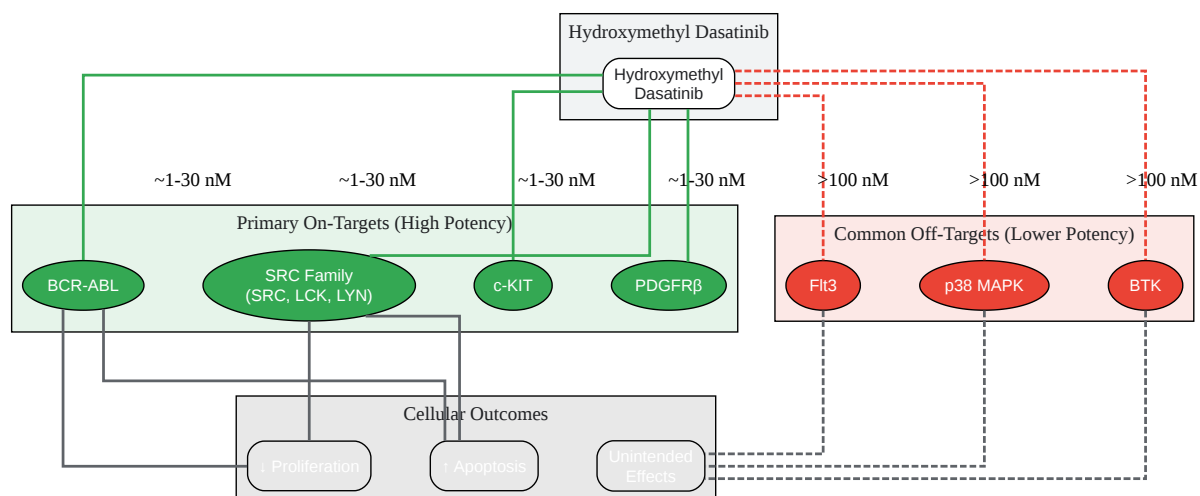 Hydroxymethyl Dasatinib
Hydroxymethyl
Dasatinib
~1-30 nM
~1-30 nM
~1-30 nM
~1-30 nM
>100 nM
>100 nM
>100 nM
Primary On-Targets (High Potency)
Common Off-Targets (Lower Potency)
BCR-ABL
SRC Family
(SRC, LCK, LYN)
c-KIT
PDGFRβ
Flt3
p38 MAPK
BTK
Cellular Outcomes
↓ Proliferation
↑ Apoptosis
Unintended
Effects